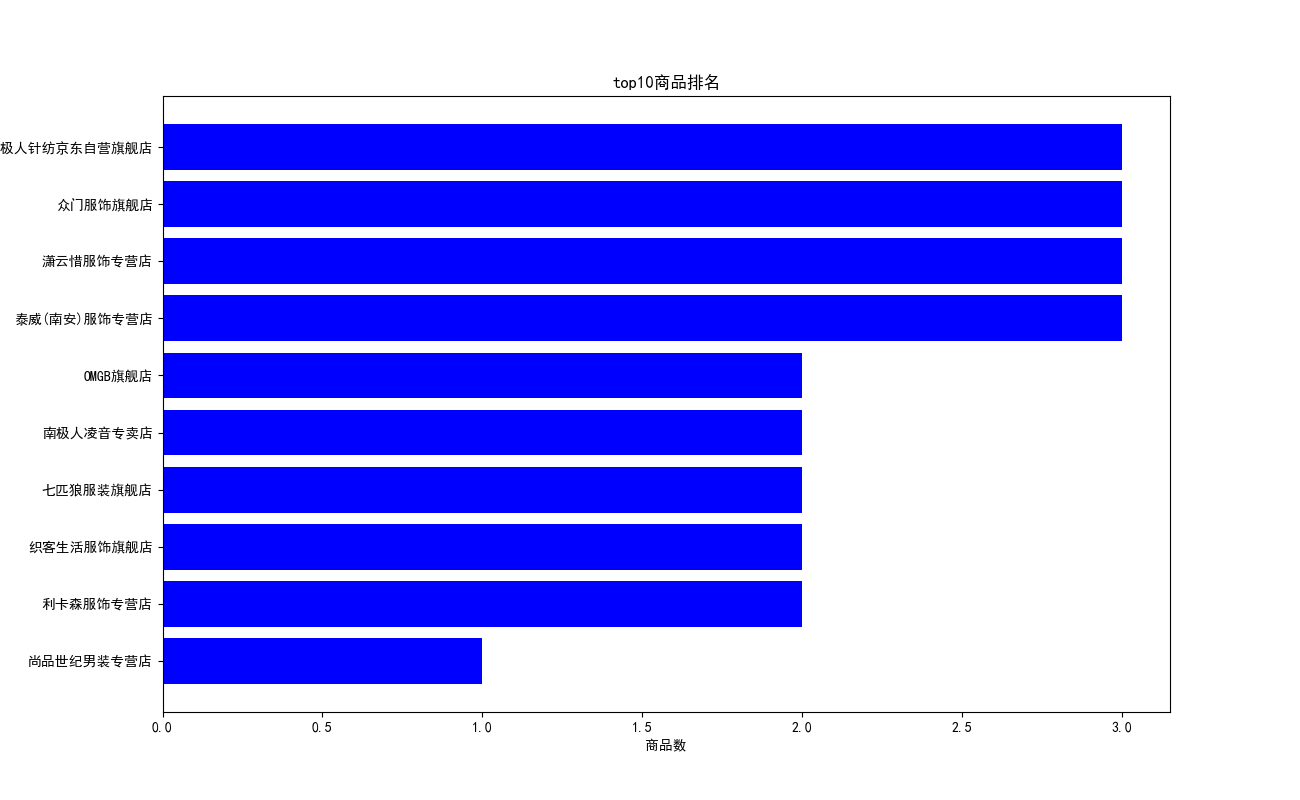 top10商品排名
极人针纺京东自营旗舰店
众门服饰旗舰店
潇云惜服饰专营店
泰威(南安)服饰专营店
OMGB旗舰店
南极人凌音专卖店
七匹狼服装旗舰店
织客生活服饰旗舰店
利卡森服饰专营店
尚品世纪男装专营店
0.0 0.5 1.0 1.5 2.0 2.5 3.0
商品数